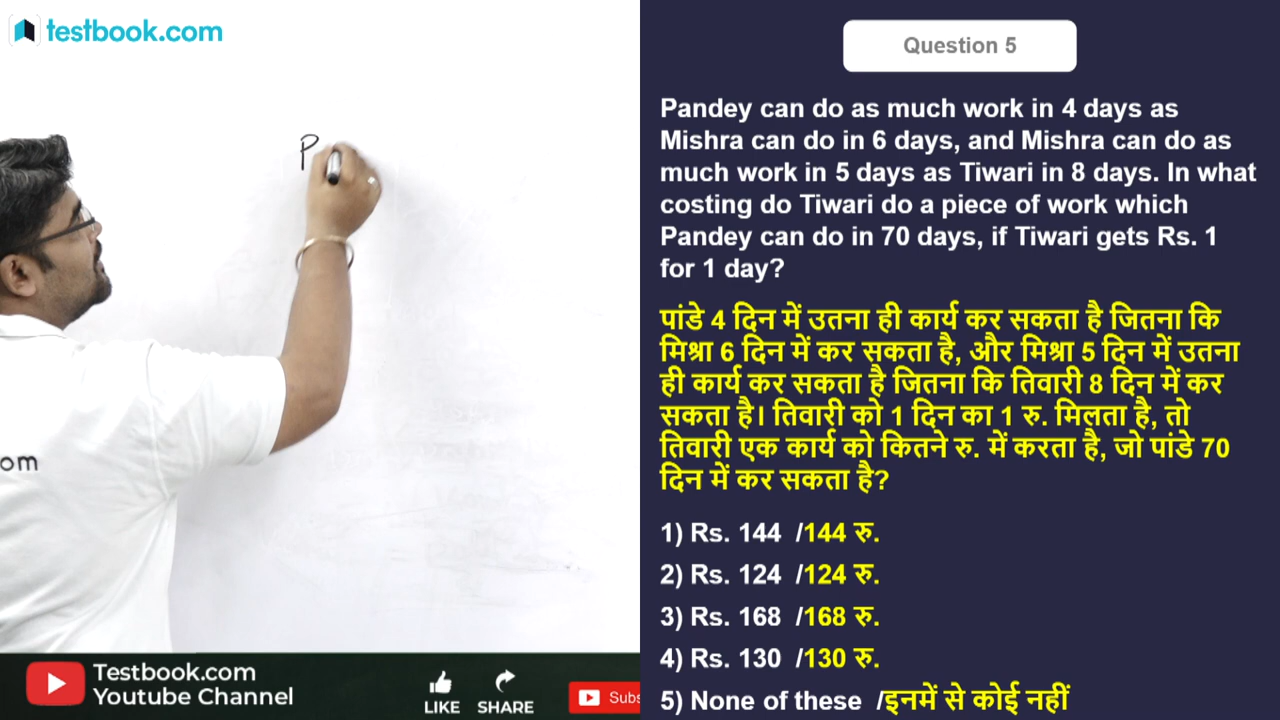 testbook.com
P
om
Testbook.com
Youtube Channel
LIKE
SHARE
Subs
Question 5
Pandey can do as much work in 4 days as
Mishra can do in 6 days, and Mishra can do as
much work in 5 days as Tiwari in 8 days. In what
costing do Tiwari do a piece of work which
Pandey can do in 70 days, if Tiwari gets Rs. 1
for 1 day?
पांडे 4 दिन में उतना ही कार्य कर सकता है जितना कि
मिश्रा 6 दिन में कर सकता है, और मिश्रा 5 दिन में उतना
ही कार्य कर सकता है जितना कि तिवारी 8 दिन में कर
सकता है। तिवारी को 1 दिन का 1 रु. मिलता है, तो
तिवारी एक कार्य को कितने रु. में करता है, जो पांडे 70
दिन में कर सकता है?
1) Rs. 144 /144 रु.
2) Rs. 124 /124 रु.
3) Rs. 168 /168 रु.
4) Rs. 130 /130 रु.
5) None of these /इनमें से कोई नहीं